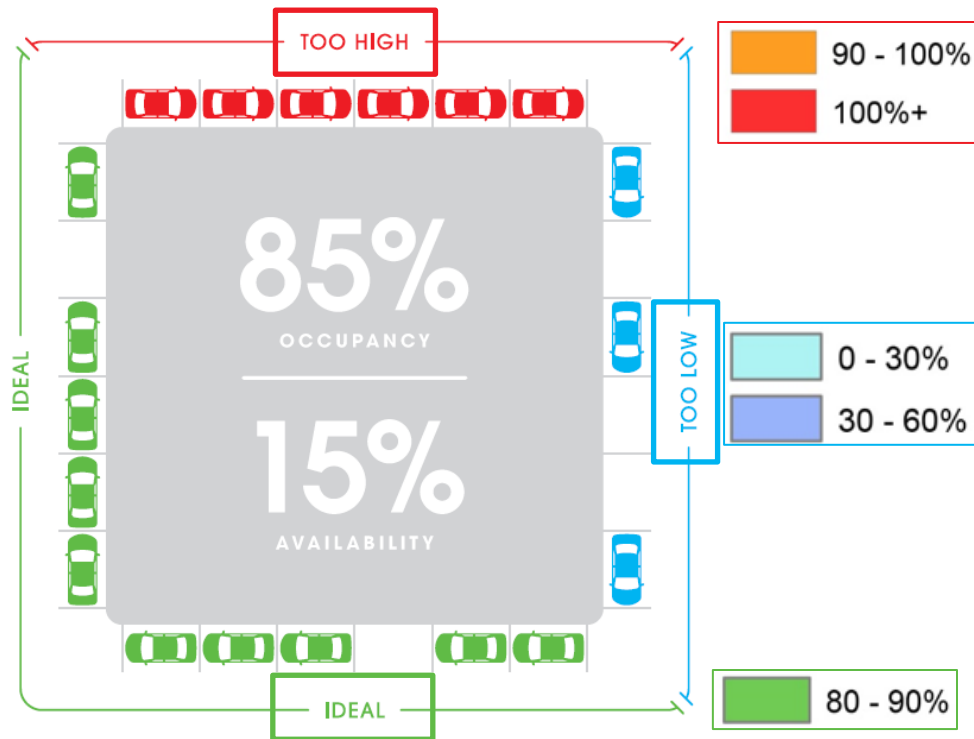 TOO HIGH
90 - 100%
100%+
85%
OCCUPANCY
15%
AVAILABILITY
IDEAL
TOO LOW
0 - 30%
30 - 60%
IDEAL
80 - 90%